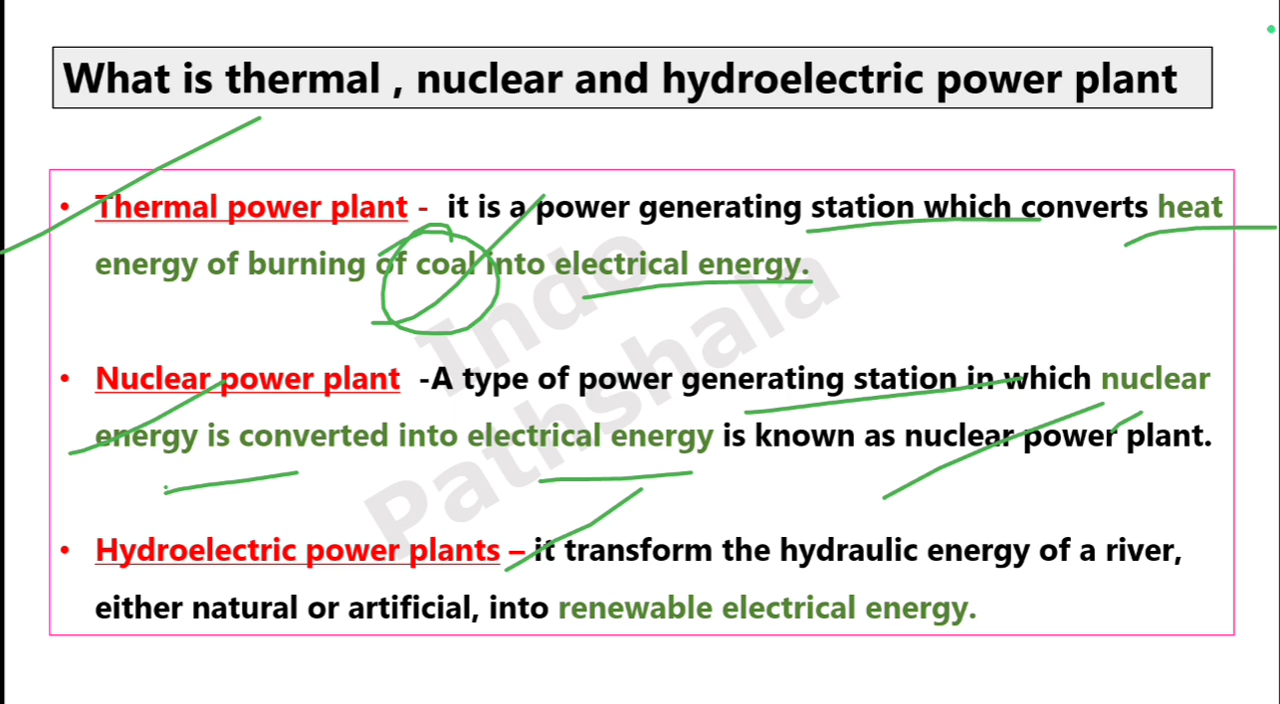 What is thermal , nuclear and hydroelectric power plant
• Thermal power plant - it is a power generating station which converts heat
energy of burning of coal into electrical energy.
• Nuclear power plant -A type of power generating station in which nuclear
energy is converted into electrical energy is known as nuclear power plant.
• Hydroelectric power plants – it transform the hydraulic energy of a river,
either natural or artificial, into renewable electrical energy.
Indo
Pathshala